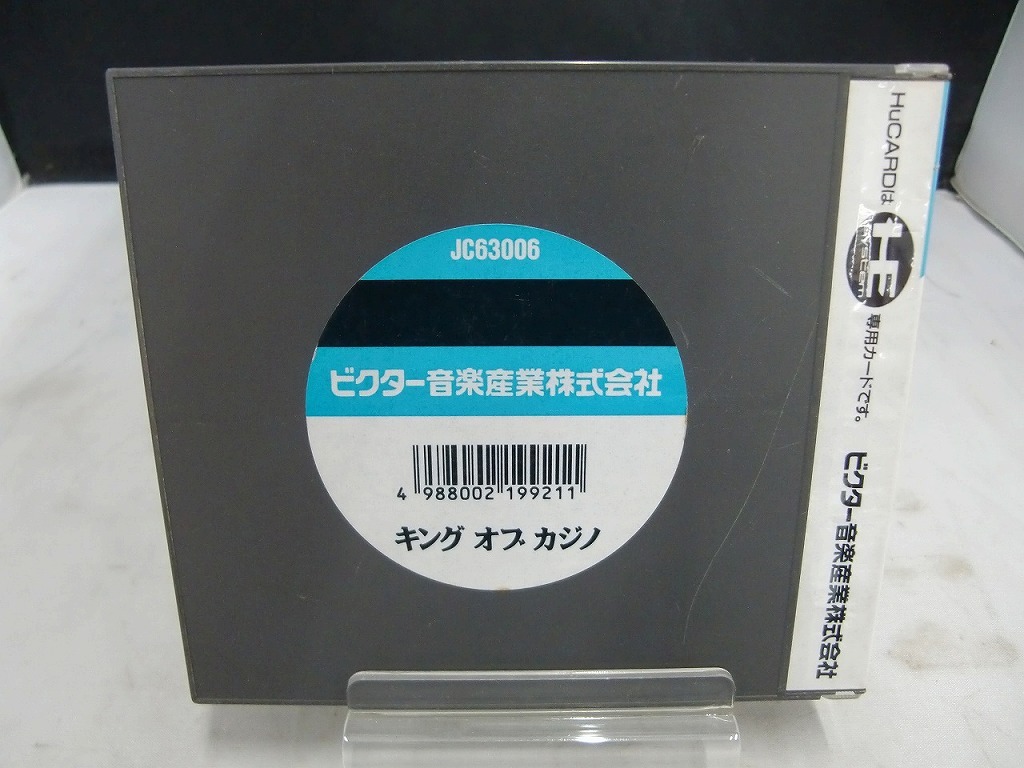 JC63006
ビクター音楽産業株式会社
4 988002 199211
キング オブ カジノ
HuCARDは HE SYSTEM 専用カードです。 ビクター音楽産業株式会社